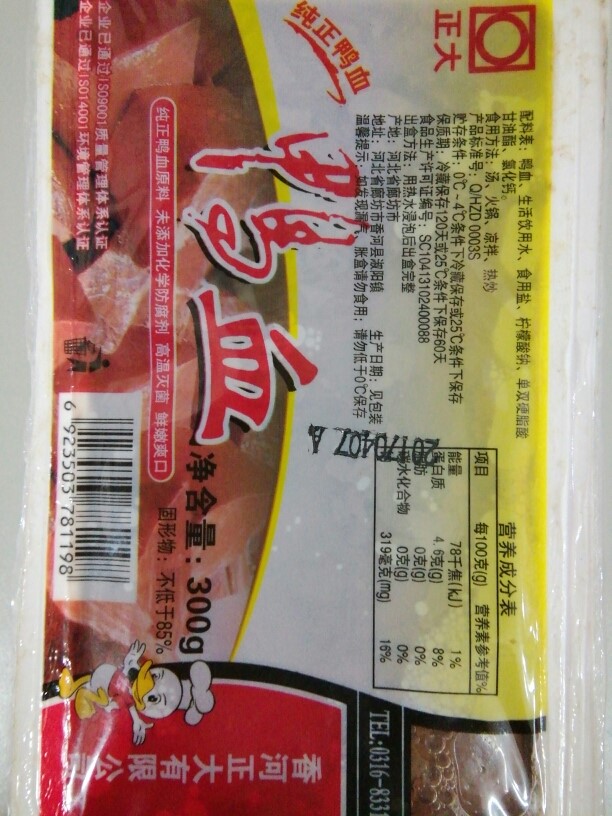 正大
配料表：鸭血、生活饮用水、食用盐、柠檬酸钠、单双硬脂酸
甘油酯、氯化钙。
食用方法：汤、火锅、凉拌、热炒
产品标准号：Q/HZD 0003S
贮存条件：0℃～4℃条件下冷藏保存或25℃条件下保存
保质期：冷藏保存120天或25℃条件下保存60天
食品生产许可证编号：SC10413102400088
出盒方法：用热水浸泡后出盒完整
产地：河北省廊坊市
地址：河北省廊坊市香河县淑阳镇 生产日期：见包装
温馨提示：如发现漏气、胀盒请勿食用；请勿低于0℃保存
营养成分表
项目 每100克(g) 营养素参考值%
能量 78千焦(kJ) 1%
蛋白质 4.6克(g) 8%
脂肪 0克(g) 0%
碳水化合物 0克(g) 0%
319毫克(mg) 16%
20170407 A
TEL:0316-8331
纯正鸭血
鸭血
净含量：300g
固形物：不低于85%
纯正鸭血原料 未添加化学防腐剂 高温灭菌 鲜嫩爽口
企业已通过ISO9001质量管理体系认证
企业已通过ISO14001环境管理体系认证
6 923503 781198
香河正大有限公